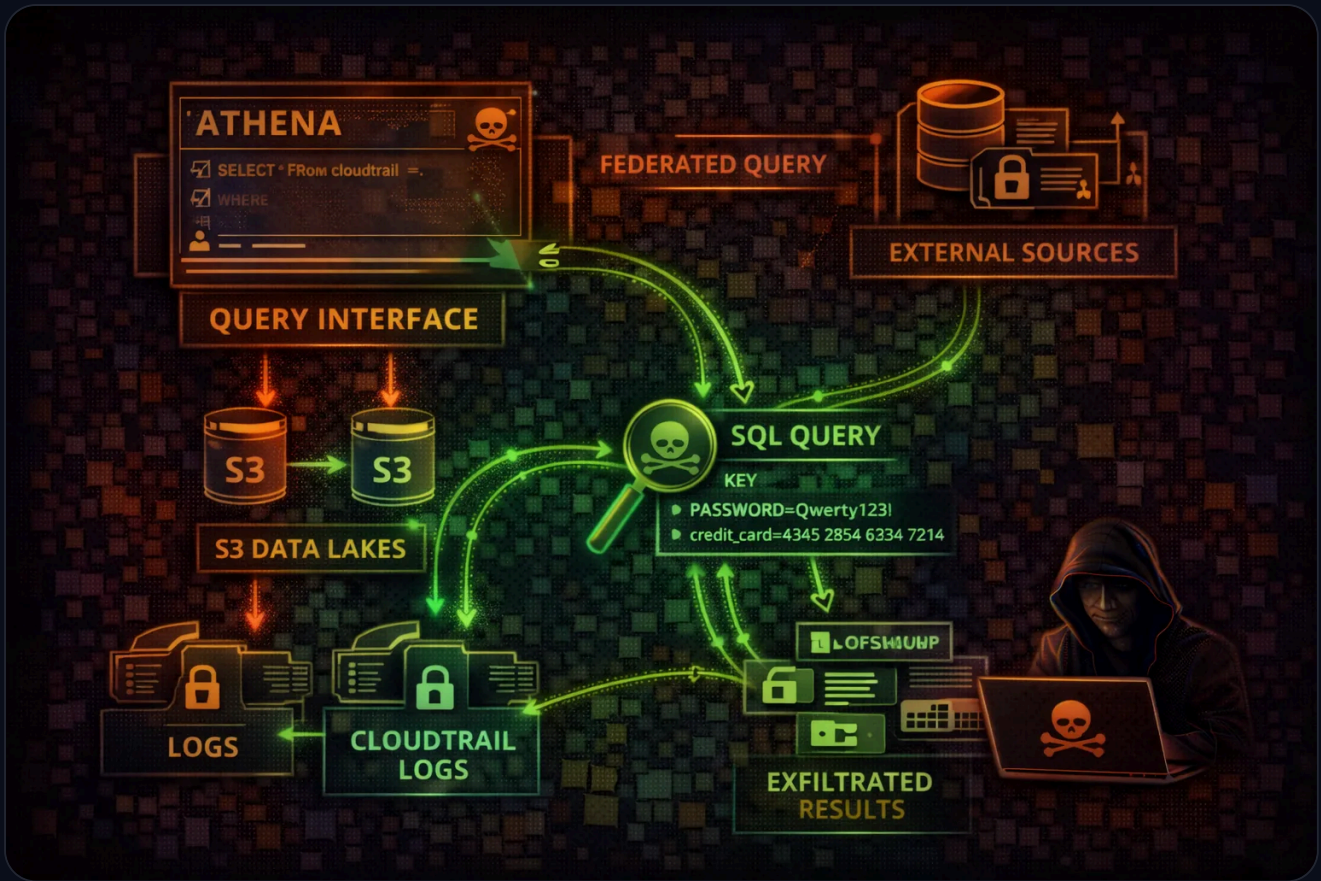 'ATHENA
SELECT * FROM cloudtrail =.
WHERE
QUERY INTERFACE
FEDERATED QUERY
EXTERNAL SOURCES
S3
S3
S3 DATA LAKES
SQL QUERY
KEY
PASSWORD=Qwerty123!
credit_card=4345 2854 6334 7214
LOGS
CLOUDTRAIL
LOGS
EXFILTRATED
RESULTS